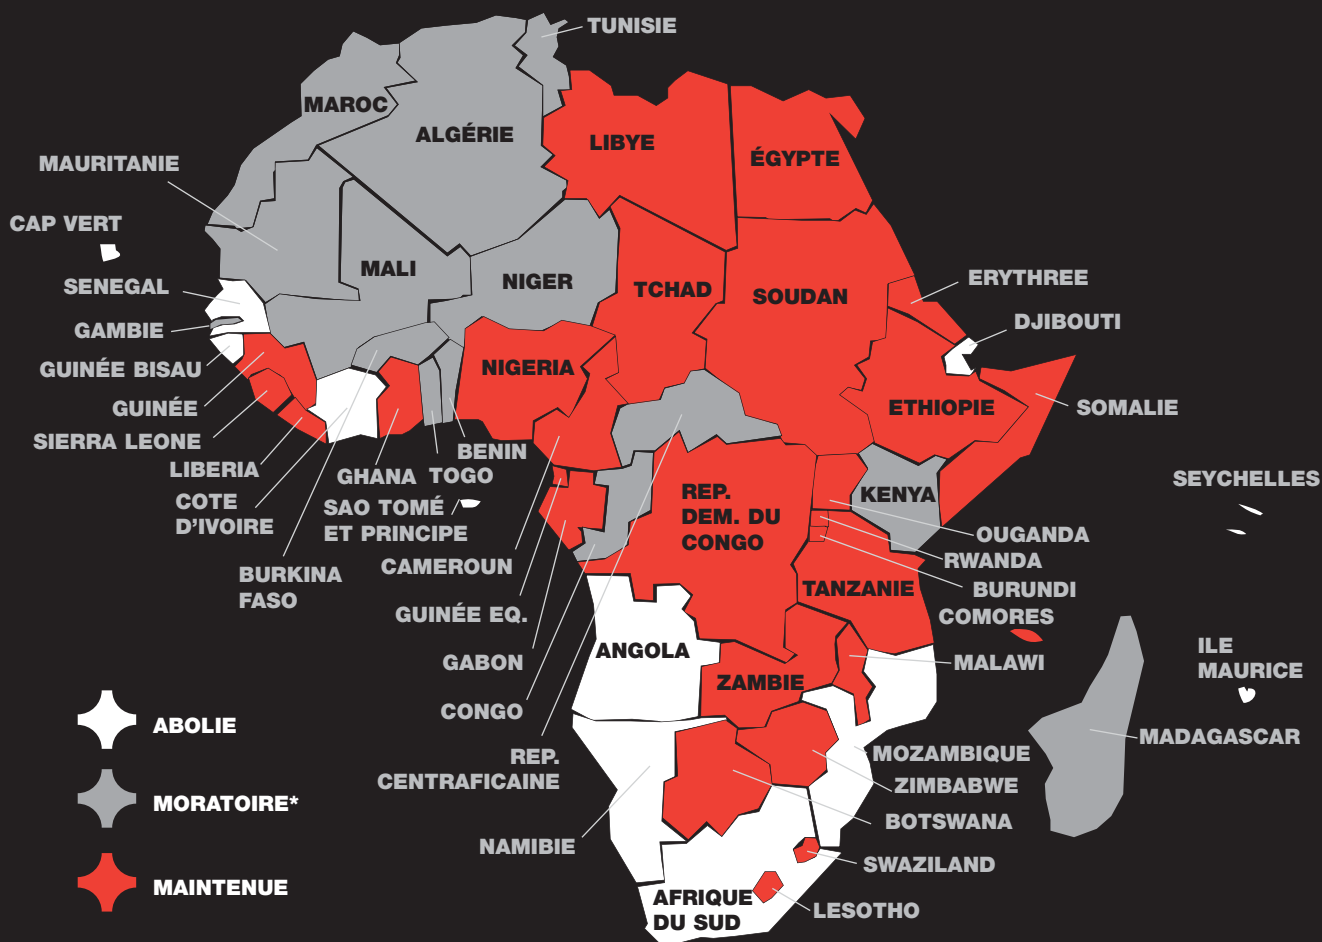 TUNISIE
MAROC
ALGÉRIE
LIBYE
ÉGYPTE
MAURITANIE
CAP VERT
MALI
NIGER
TCHAD
SOUDAN
ERYTHREE
SENEGAL
DJIBOUTI
GAMBIE
GUINÉE BISAU
NIGERIA
GUINÉE
ETHIOPIE
SOMALIE
SIERRA LEONE
LIBERIA
BENIN
GHANA
TOGO
SEYCHELLES
COTE
D'IVOIRE
SAO TOMÉ
ET PRINCIPE
REP.
DEM. DU
CONGO
KENYA
OUGANDA
RWANDA
CAMEROUN
BURKINA
FASO
TANZANIE
BURUNDI
COMORES
GUINÉE EQ.
ANGOLA
GABON
MALAWI
ILE
MAURICE
ZAMBIE
CONGO
ABOLIE
MADAGASCAR
REP.
CENTRAFICAINE
MOZAMBIQUE
ZIMBABWE
MORATOIRE*
BOTSWANA
NAMIBIE
SWAZILAND
MAINTENUE
AFRIQUE
DU SUD
LESOTHO